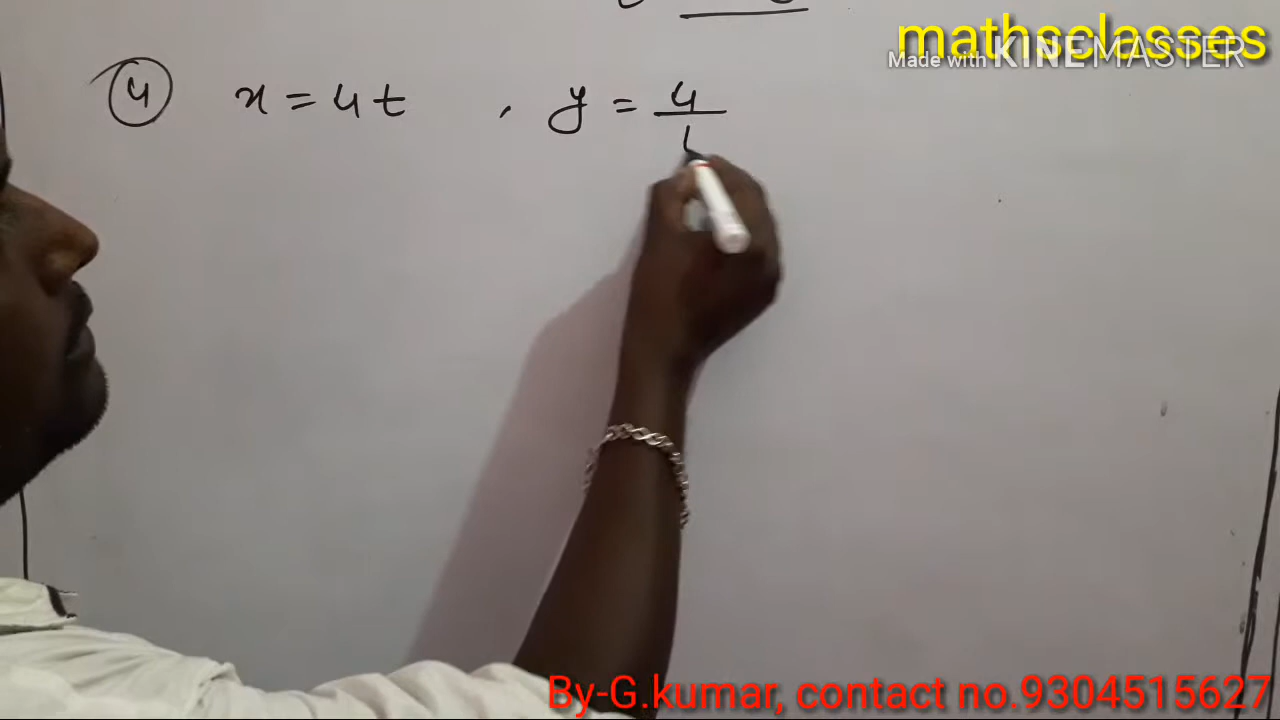 mathsclasses
Made with KINEMASTER
4 x = 4t , y = 4/
By-G.kumar, contact no.9304515627